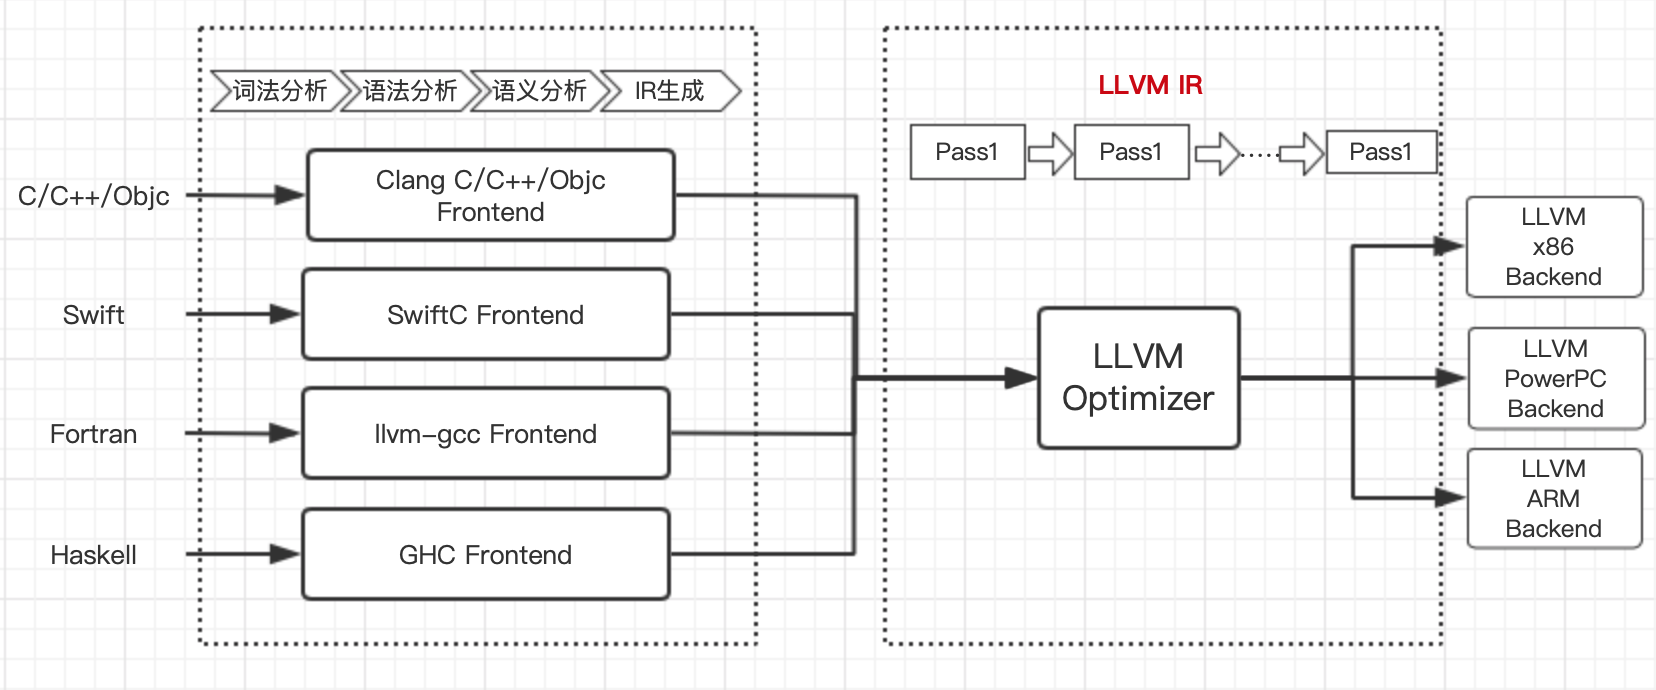 词法分析
语法分析
语义分析
IR生成
C/C++/Objc
Clang C/C++/Objc
Frontend
Swift
SwiftC Frontend
Fortran
llvm-gcc Frontend
Haskell
GHC Frontend
LLVM IR
Pass1
Pass1
Pass1
LLVM
Optimizer
LLVM
x86
Backend
LLVM
PowerPC
Backend
LLVM
ARM
Backend